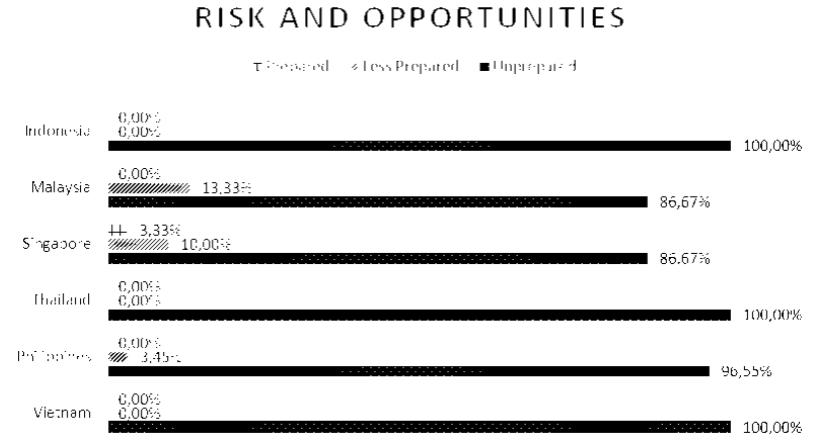 RISK AND OPPORTUNITIES
Prepared Less Prepared Unprepared
0,00%
Indonesia 0,00%
100,00%
0,00%
Malaysia 13,33%
86,67%
3,33%
Singapore 10,00%
86,67%
0,00%
Thailand 0,00%
100,00%
0,00%
Philippines 3,45%
96,55%
0,00%
Vietnam 0,00%
100,00%